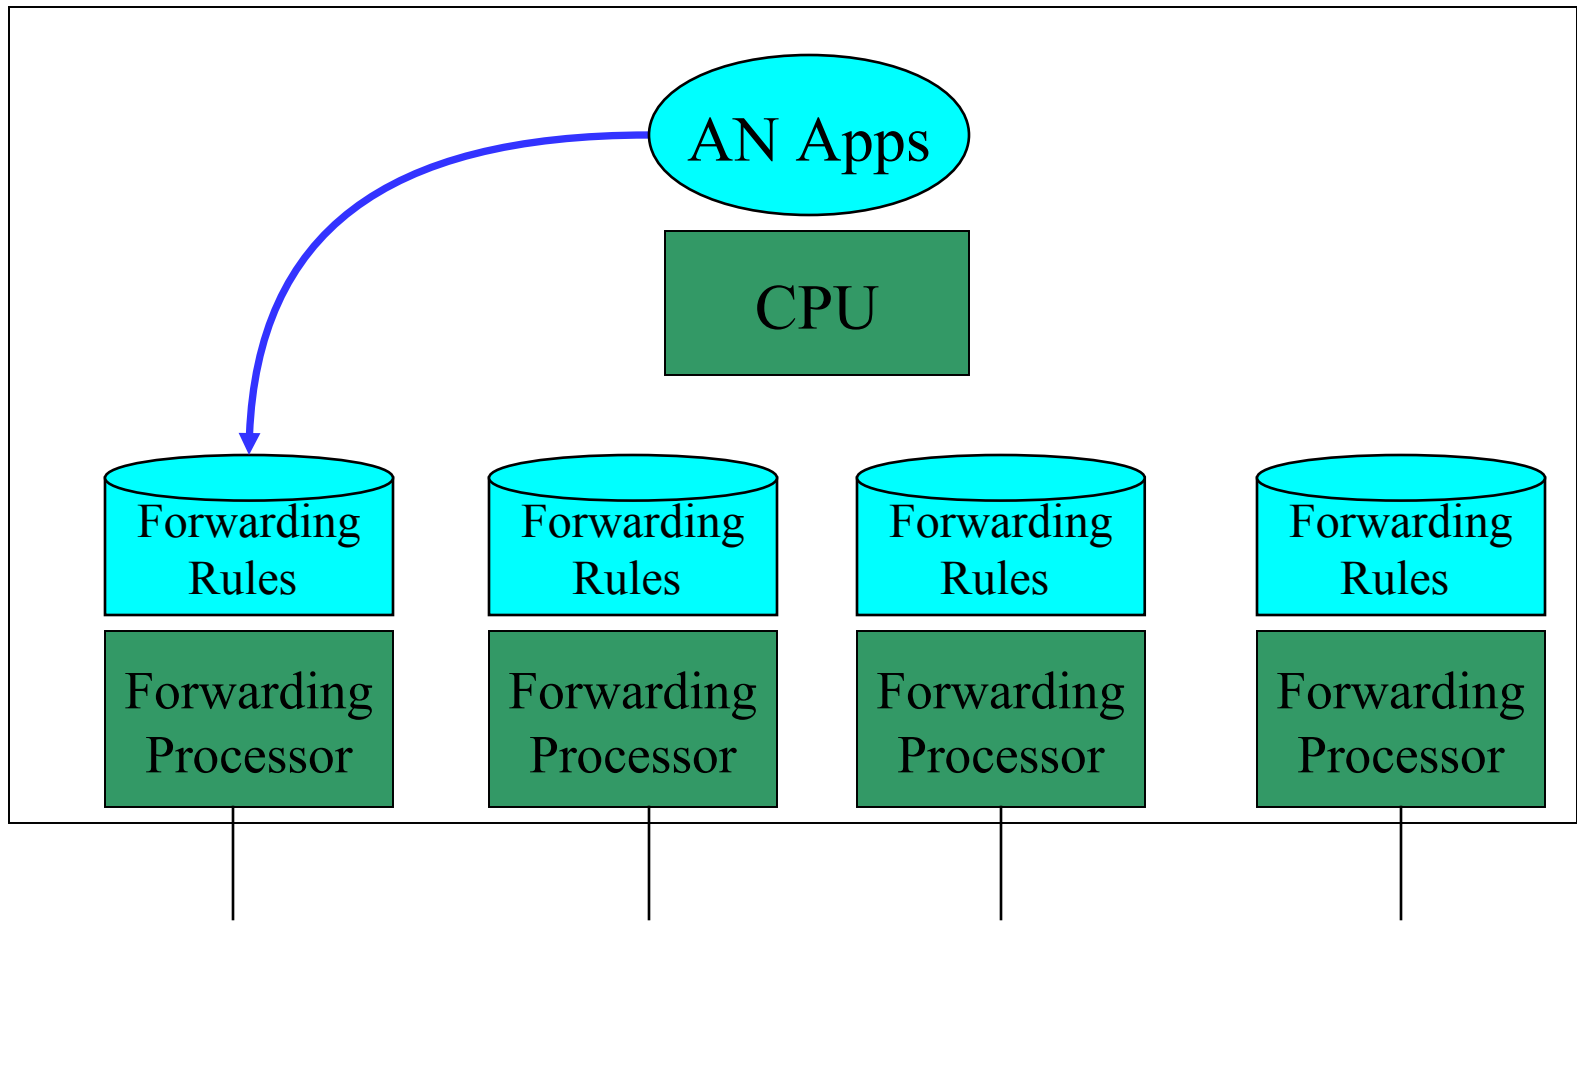 AN Apps
CPU
Forwarding
Rules
Forwarding
Rules
Forwarding
Rules
Forwarding
Rules
Forwarding
Processor
Forwarding
Processor
Forwarding
Processor
Forwarding
Processor